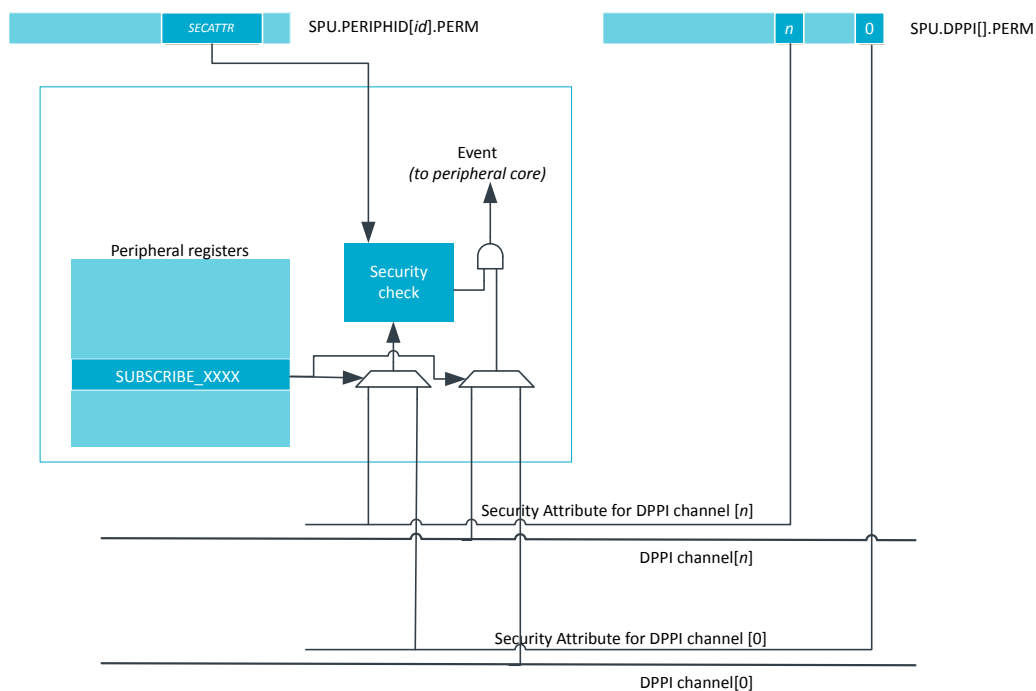 SECATTR
SPU.PERIPHID[id].PERM
n
0
SPU.DPPI[].PERM
Event
(to peripheral core)
Peripheral registers
Security
check
SUBSCRIBE_XXXX
Security Attribute for DPPI channel [n]
DPPI channel[n]
Security Attribute for DPPI channel [0]
DPPI channel[0]